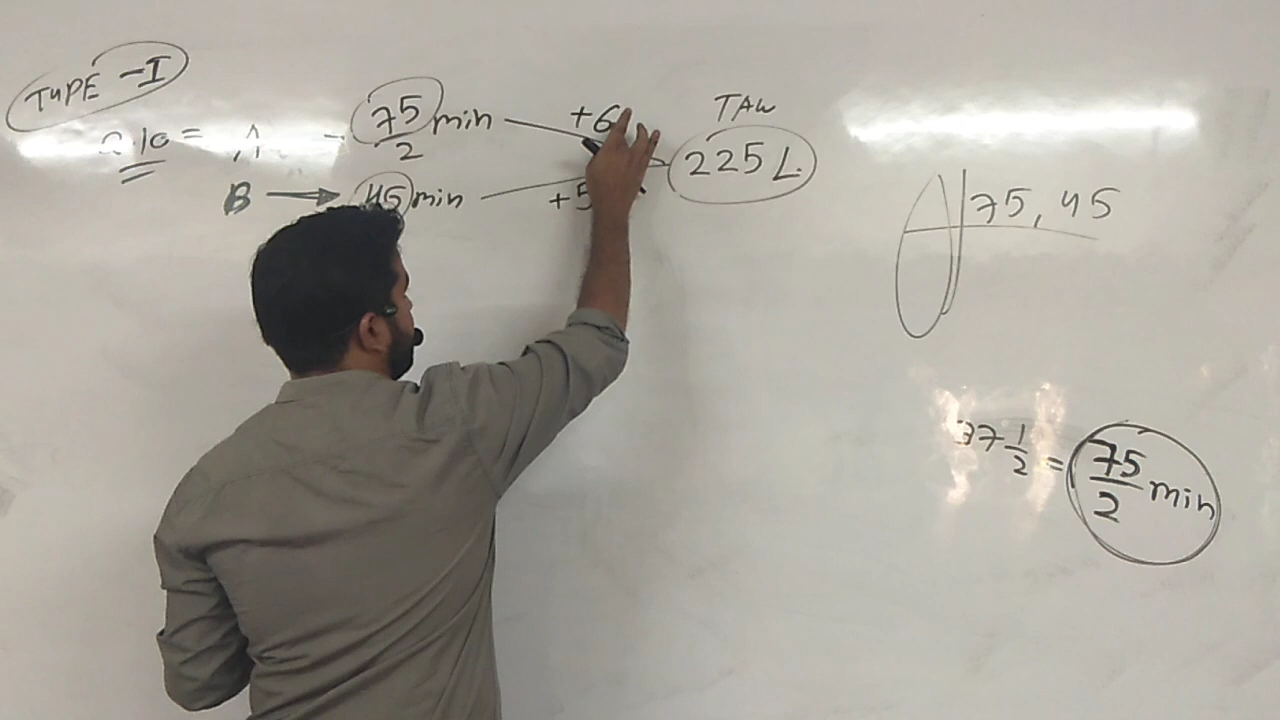 TYPE-I
Q.10 = A - 75/2 min +6 TAW
B → 45 min +5 225 L.
75, 45
37 1/2 = 75/2 min